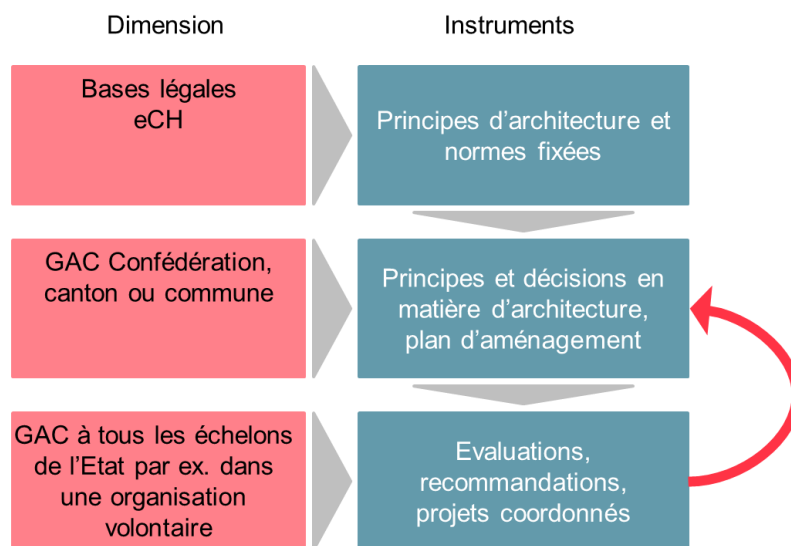 Dimension
Instruments
Bases légales
eCH
Principes d'architecture et
normes fixées
GAC Confédération,
canton ou commune
Principes et décisions en
matière d'architecture,
plan d'aménagement
GAC à tous les échelons
de l'Etat par ex. dans
une organisation
volontaire
Evaluations,
recommandations,
projets coordonnés